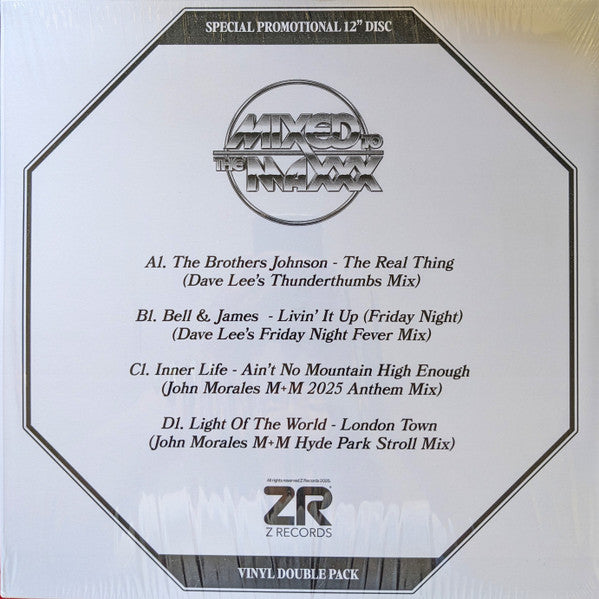 SPECIAL PROMOTIONAL 12" DISC
MIXED TO
THE MAXXX
A1. The Brothers Johnson - The Real Thing
(Dave Lee's Thunderthumbs Mix)
B1. Bell & James - Livin' It Up (Friday Night)
(Dave Lee's Friday Night Fever Mix)
C1. Inner Life - Ain't No Mountain High Enough
(John Morales M+M 2025 Anthem Mix)
D1. Light Of The World - London Town
(John Morales M+M Hyde Park Stroll Mix)
All rights reserved Z Records 2025.
ZR
Z RECORDS
VINYL DOUBLE PACK